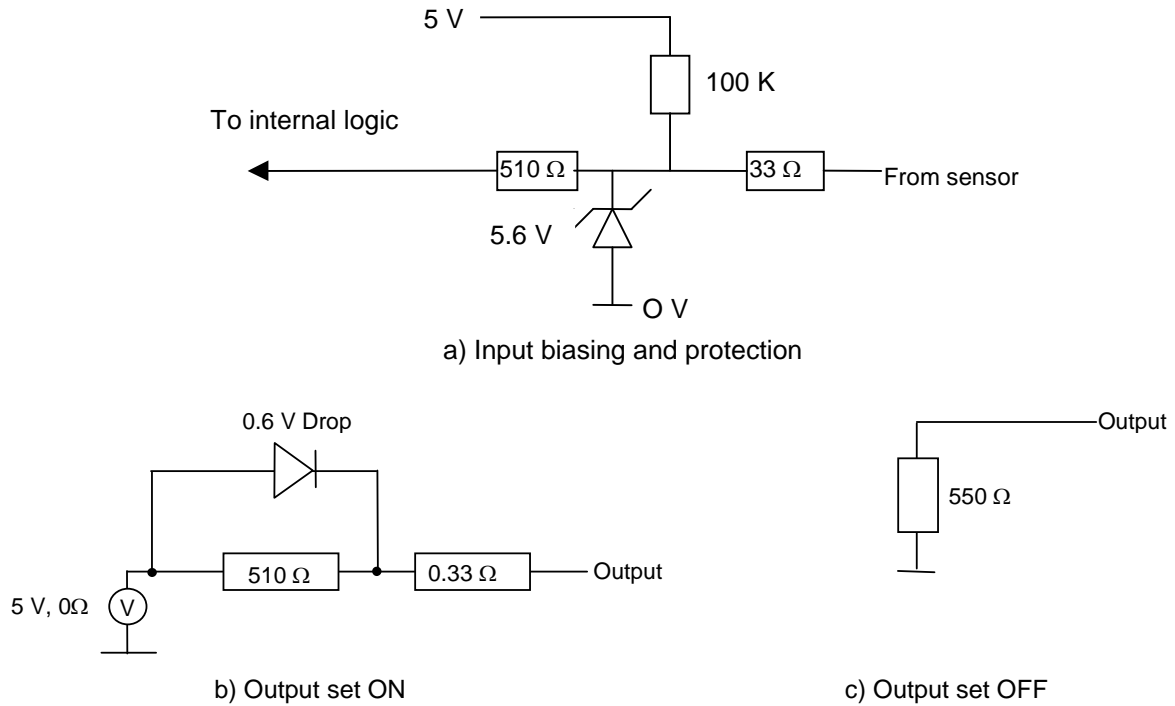 5 V
100 K
To internal logic
510 Ω
33 Ω
From sensor
5.6 V
O V
a) Input biasing and protection
0.6 V Drop
Output
550 Ω
510 Ω
0.33 Ω
Output
5 V, 0Ω
V
b) Output set ON
c) Output set OFF